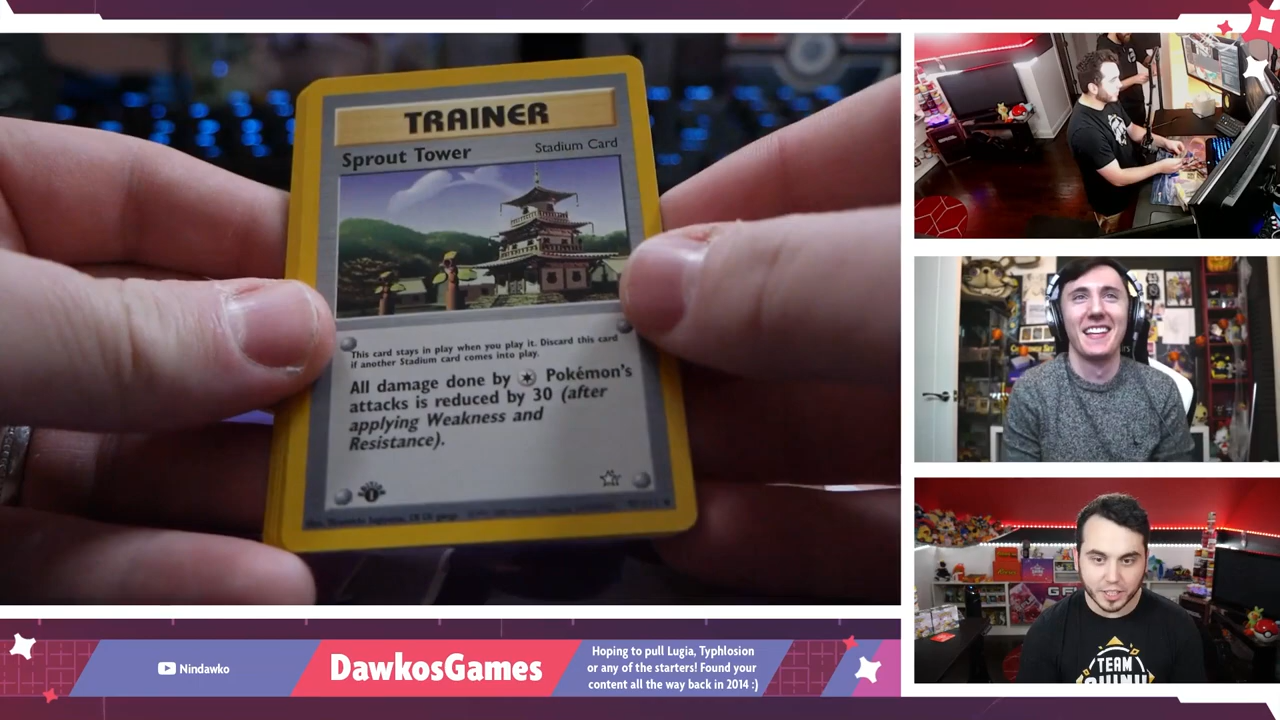 TRAINER
Sprout Tower
Stadium Card
This card stays in play when you play it. Discard this card
if another Stadium card comes into play.
All damage done by Pokémon's
attacks is reduced by 30 (after
applying Weakness and
Resistance).
Nindawko
DawkosGames
Hoping to pull Lugia, Typhlosion
or any of the starters! Found your
content all the way back in 2014 :)
TEAM